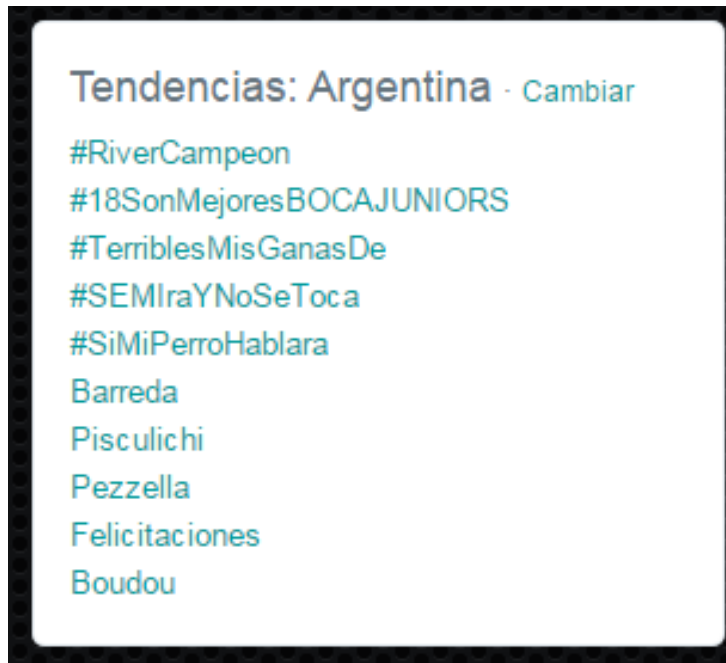 Tendencias: Argentina · Cambiar
#RiverCampeon
#18SonMejoresBOCAJUNIORS
#TerriblesMisGanasDe
#SEMIraYNoSeToca
#SiMiPerroHablara
Barreda
Pisculichi
Pezzella
Felicitaciones
Boudou